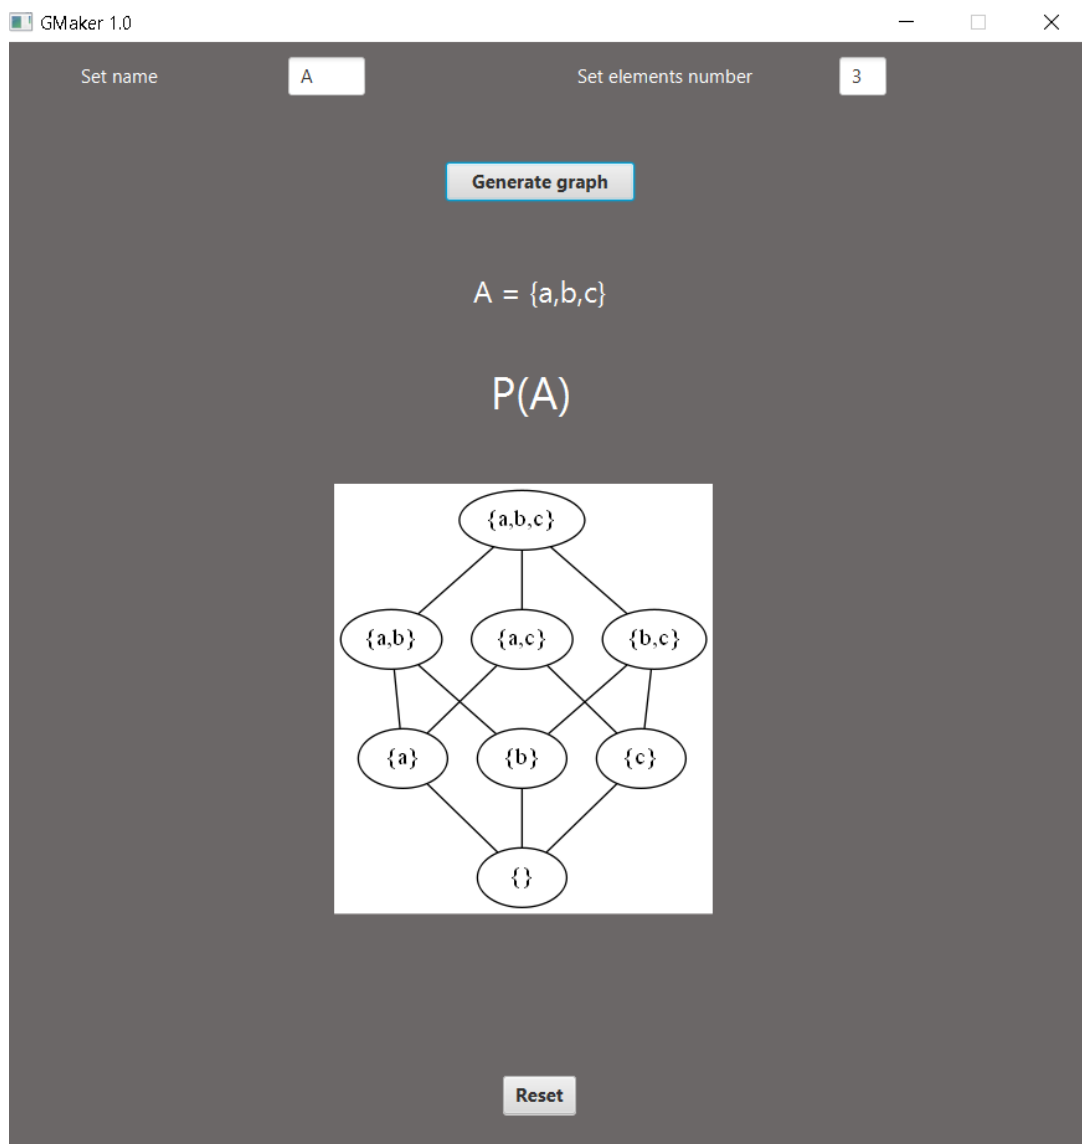 GMaker 1.0
Set name A Set elements number 3
Generate graph
A = {a,b,c}
P(A)
{a,b,c}
{a,b} {a,c} {b,c}
{a} {b} {c}
{}
Reset